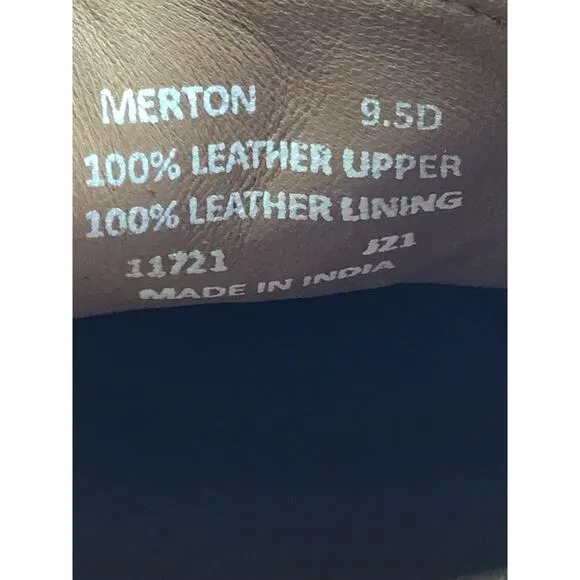 MERTON 9.5D
100% LEATHER UPPER
100% LEATHER LINING
11721 J21
MADE IN INDIA